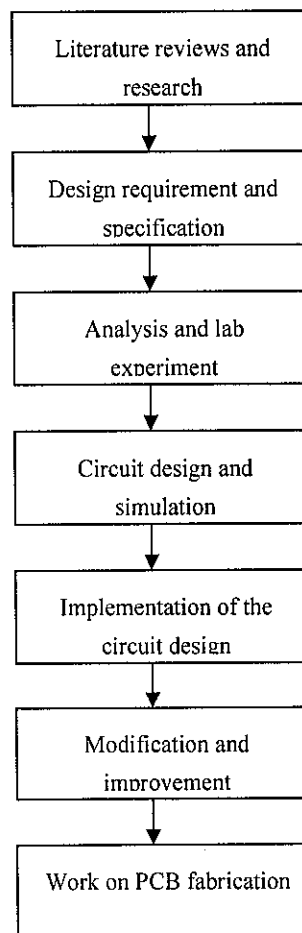 Literature reviews and
research
Design requirement and
specification
Analysis and lab
experiment
Circuit design and
simulation
Implementation of the
circuit design
Modification and
improvement
Work on PCB fabrication